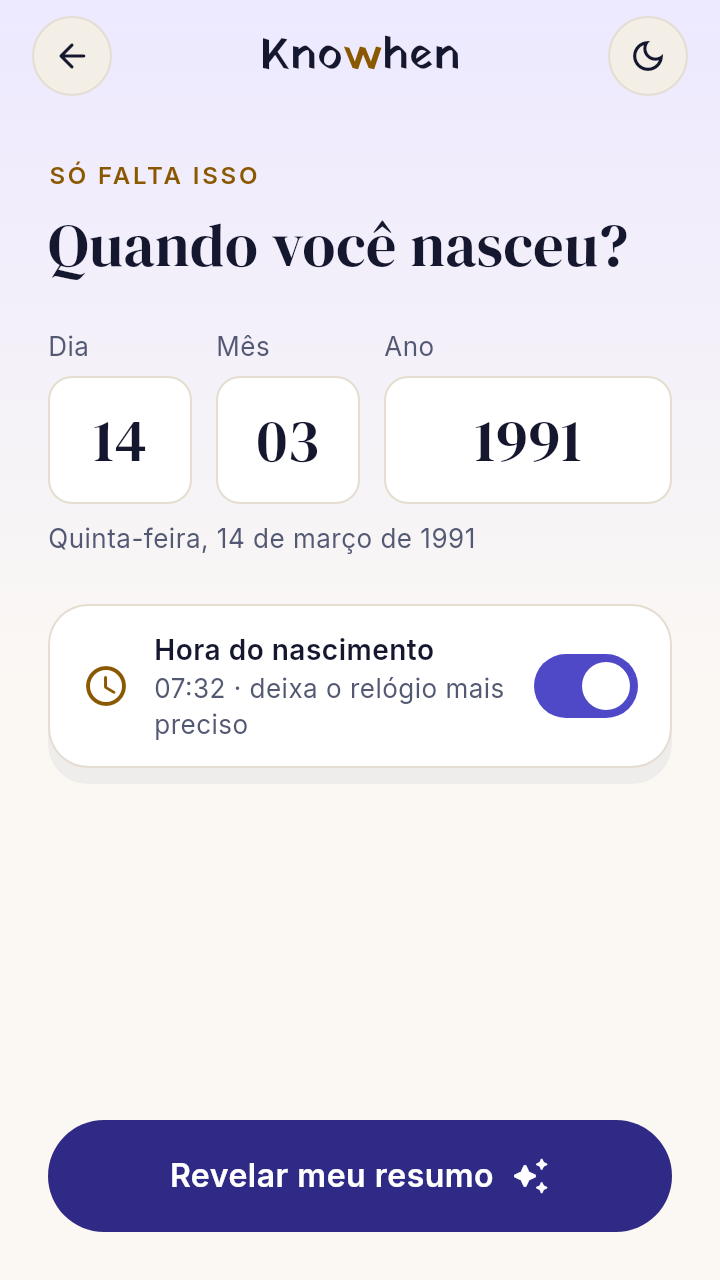 Knowhen
SÓ FALTA ISSO
Quando você nasceu?
Dia Mês Ano
14 03 1991
Quinta-feira, 14 de março de 1991
Hora do nascimento
07:32 · deixa o relógio mais
preciso
Revelar meu resumo